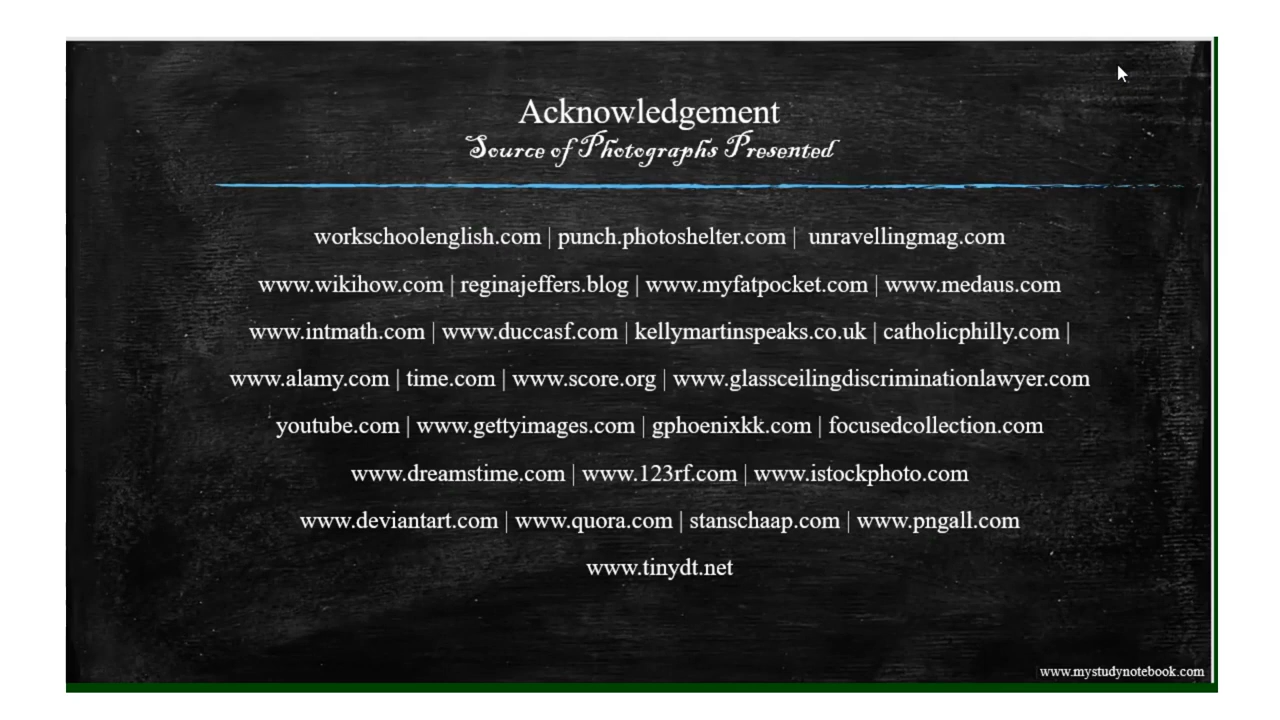 Acknowledgement
Source of Photographs Presented
workschoolenglish.com | punch.photoshelter.com | unravellingmag.com
www.wikihow.com | reginajeffers.blog | www.myfatpocket.com | www.medaus.com
www.intmath.com | www.duccasf.com | kellymartinspeaks.co.uk | catholicphilly.com |
www.alamy.com | time.com | www.score.org | www.glassceilingdiscriminationlawyer.com
youtube.com | www.gettyimages.com | gphoenixkk.com | focusedcollection.com
www.dreamstime.com | www.123rf.com | www.istockphoto.com
www.deviantart.com | www.quora.com | stanschaap.com | www.pngall.com
www.tinydt.net
www.mystudynotebook.com